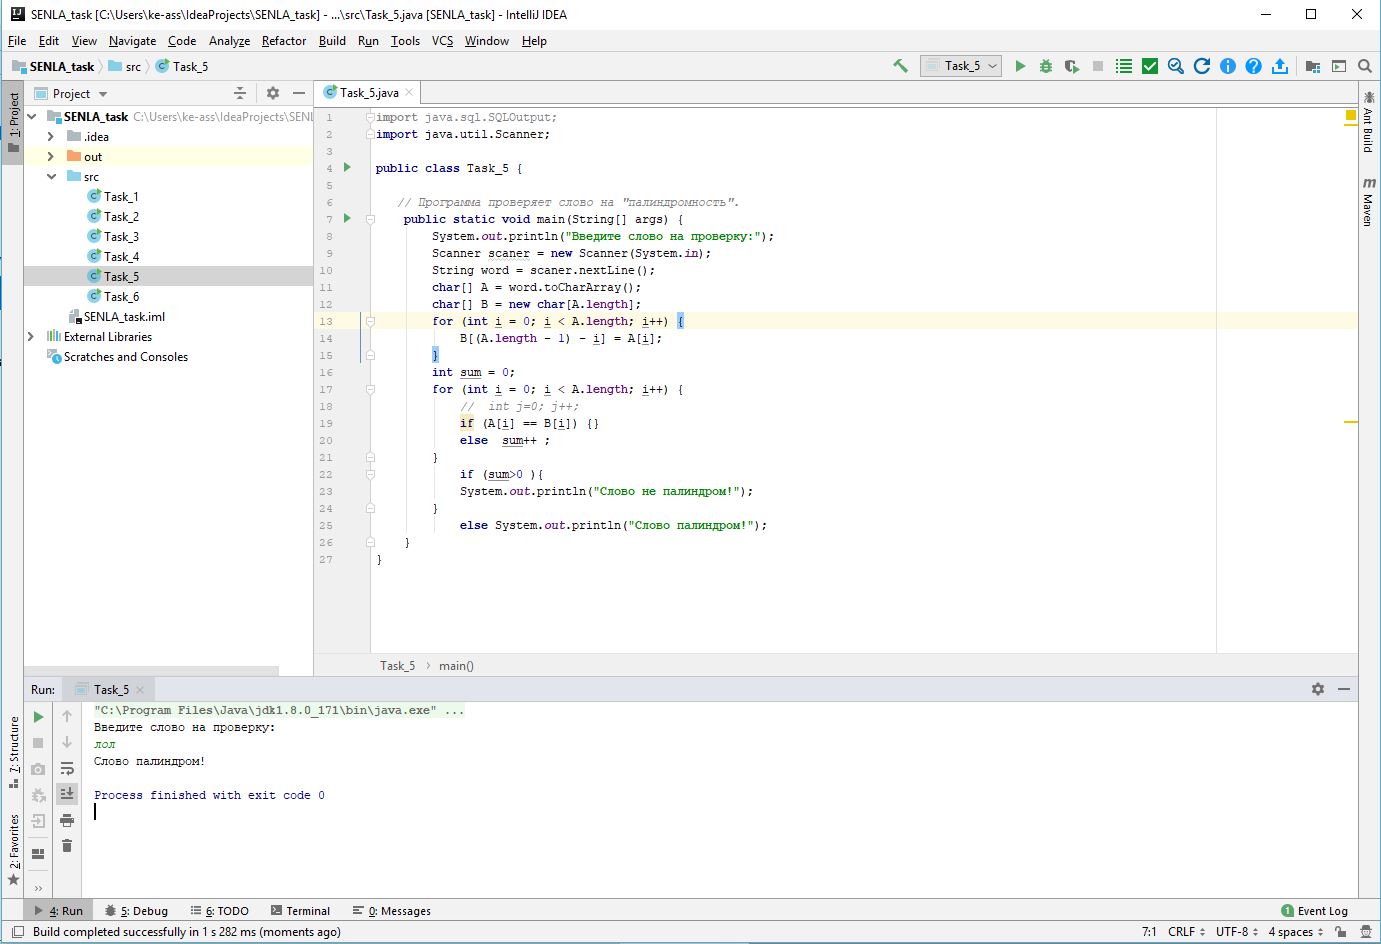 SENLA_task [C:\Users\ke-ass\IdeaProjects\SENLA_task] - ...\src\Task_5.java [SENLA_task] - IntelliJ IDEA
File Edit View Navigate Code Analyze Refactor Build Run Tools VCS Window Help
SENLA_task src Task_5
Task_5
1: Project
Project
SENLA_task C:\Users\ke-ass\IdeaProjects\SENL
.idea
out
src
Task_1
Task_2
Task_3
Task_4
Task_5
Task_6
SENLA_task.iml
External Libraries
Scratches and Consoles
Task_5.java
1 import java.sql.SQLOutput;
2 import java.util.Scanner;
3
4 public class Task_5 {
5
6 // Программа проверяет слово на "палиндромность".
7 public static void main(String[] args) {
8 System.out.println("Введите слово на проверку:");
9 Scanner scaner = new Scanner(System.in);
10 String word = scaner.nextLine();
11 char[] A = word.toCharArray();
12 char[] B = new char[A.length];
13 for (int i = 0; i < A.length; i++) {
14 B[(A.length - 1) - i] = A[i];
15 }
16 int sum = 0;
17 for (int i = 0; i < A.length; i++) {
18 // int j=0; j++;
19 if (A[i] == B[i]) {}
20 else sum++ ;
21 }
22 if (sum>0 ){
23 System.out.println("Слово не палиндром!");
24 }
25 else System.out.println("Слово палиндром!");
26 }
27 }
Task_5 main()
Ant Build
Maven
Run: Task_5
"C:\Program Files\Java\jdk1.8.0_171\bin\java.exe" ...
Введите слово на проверку:
лол
Слово палиндром!
Process finished with exit code 0
7: Structure
2: Favorites
4: Run 5: Debug 6: TODO Terminal 0: Messages
1 Event Log
Build completed successfully in 1 s 282 ms (moments ago)
7:1 CRLF UTF-8 4 spaces